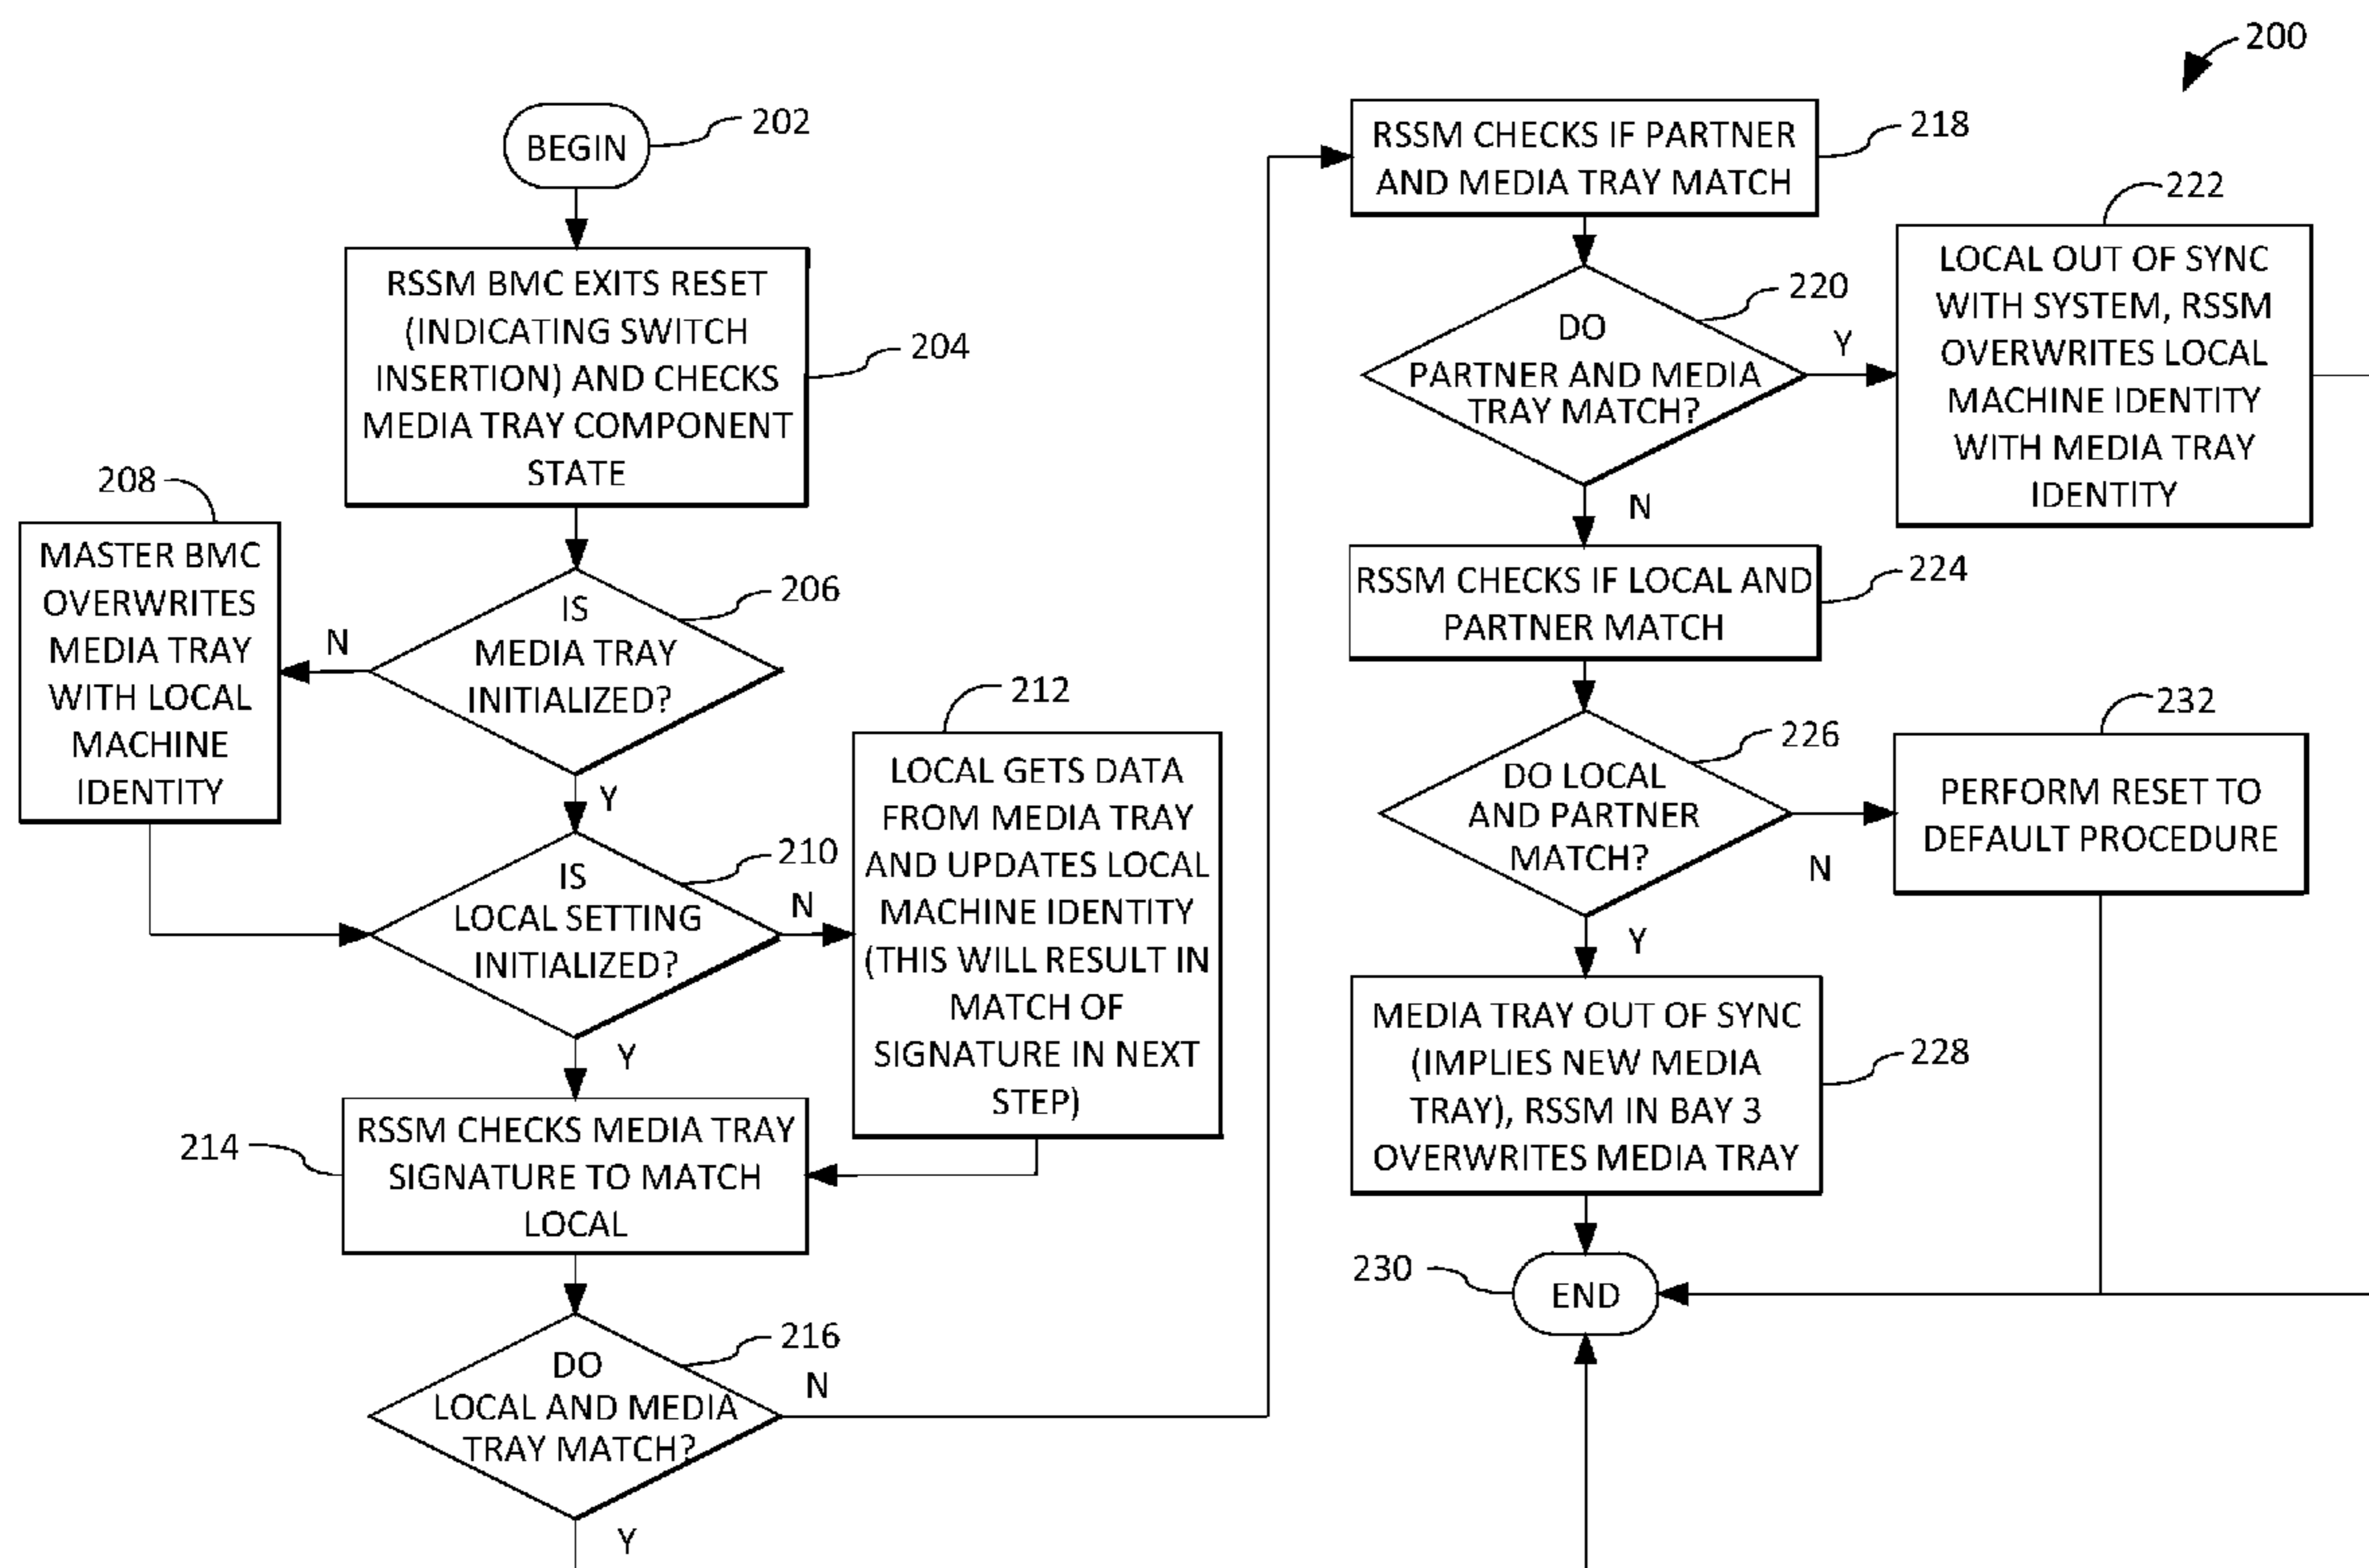 200
BEGIN
202
RSSM BMC EXITS RESET
(INDICATING SWITCH
INSERTION) AND CHECKS
MEDIA TRAY COMPONENT
STATE
204
208
MASTER BMC
OVERWRITES
MEDIA TRAY
WITH LOCAL
MACHINE
IDENTITY
N
IS
MEDIA TRAY
INITIALIZED?
206
Y
IS
LOCAL SETTING
INITIALIZED?
210
N
212
LOCAL GETS DATA
FROM MEDIA TRAY
AND UPDATES LOCAL
MACHINE IDENTITY
(THIS WILL RESULT IN
MATCH OF
SIGNATURE IN NEXT
STEP)
Y
214
RSSM CHECKS MEDIA TRAY
SIGNATURE TO MATCH
LOCAL
DO
LOCAL AND MEDIA
TRAY MATCH?
216
N
Y
RSSM CHECKS IF PARTNER
AND MEDIA TRAY MATCH
218
DO
PARTNER AND MEDIA
TRAY MATCH?
220
Y
222
LOCAL OUT OF SYNC
WITH SYSTEM, RSSM
OVERWRITES LOCAL
MACHINE IDENTITY
WITH MEDIA TRAY
IDENTITY
N
RSSM CHECKS IF LOCAL AND
PARTNER MATCH
224
DO LOCAL
AND PARTNER
MATCH?
226
N
232
PERFORM RESET TO
DEFAULT PROCEDURE
Y
MEDIA TRAY OUT OF SYNC
(IMPLIES NEW MEDIA
TRAY), RSSM IN BAY 3
OVERWRITES MEDIA TRAY
228
230
END